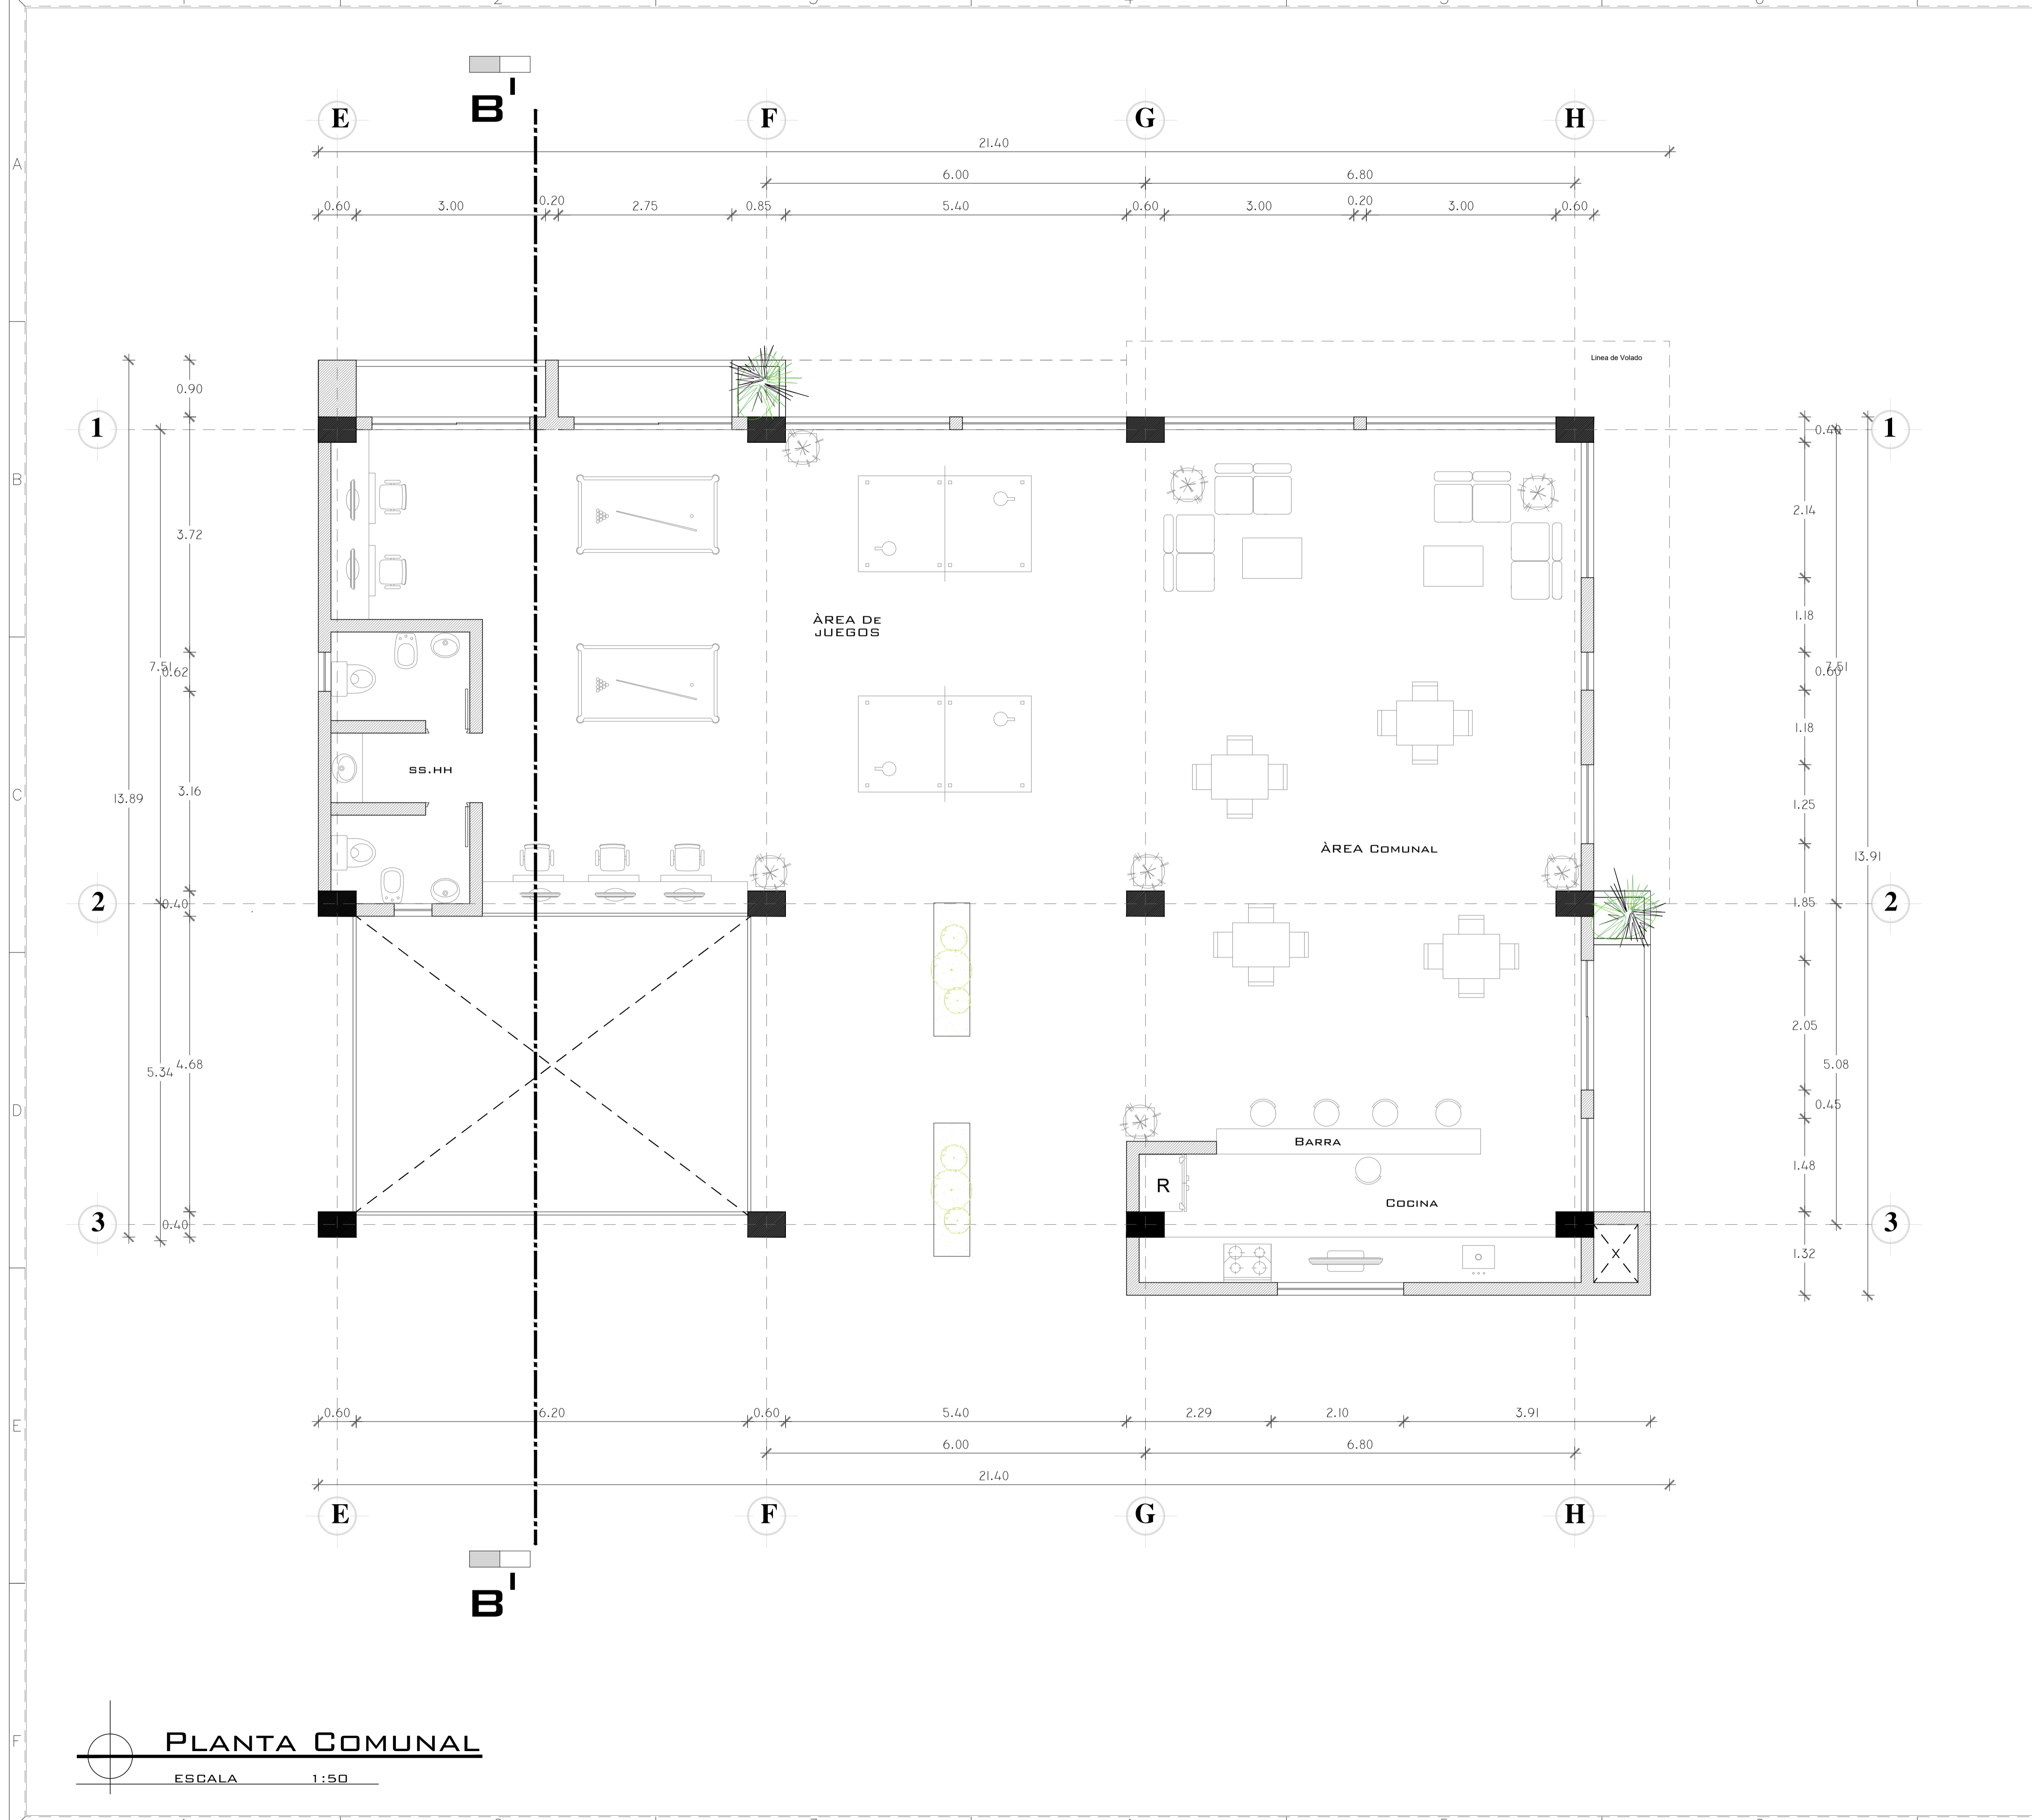 B'
E F G H
21.40
6.00 6.80
0.60 3.00 0.20 2.75 0.85 5.40 0.60 3.00 0.20 3.00 0.60
A
Linea de Volado
0.90
1 1
0.40
B
3.72
2.14
ÀREA DE
JUEGOS
1.18
7.51 0.62
0.60 7.51
1.18
SS.HH
C
3.16
13.89
1.25
ÀREA COMUNAL
13.91
2 2
0.40
1.85
2.05
4.68
5.34
5.08
D
0.45
BARRA
1.48
R
COCINA
3 3
0.40
X
1.32
0.60 6.20 0.60 5.40 2.29 2.10 3.91
E
6.00 6.80
21.40
E F G H
B'
F
PLANTA COMUNAL
ESCALA 1:50